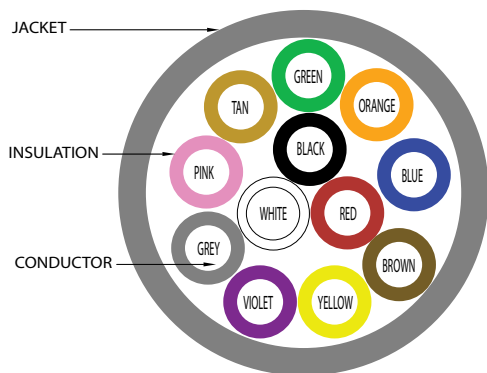 JACKET
GREEN
TAN
ORANGE
INSULATION
BLACK
PINK
BLUE
WHITE
RED
GREY
CONDUCTOR
BROWN
VIOLET
YELLOW